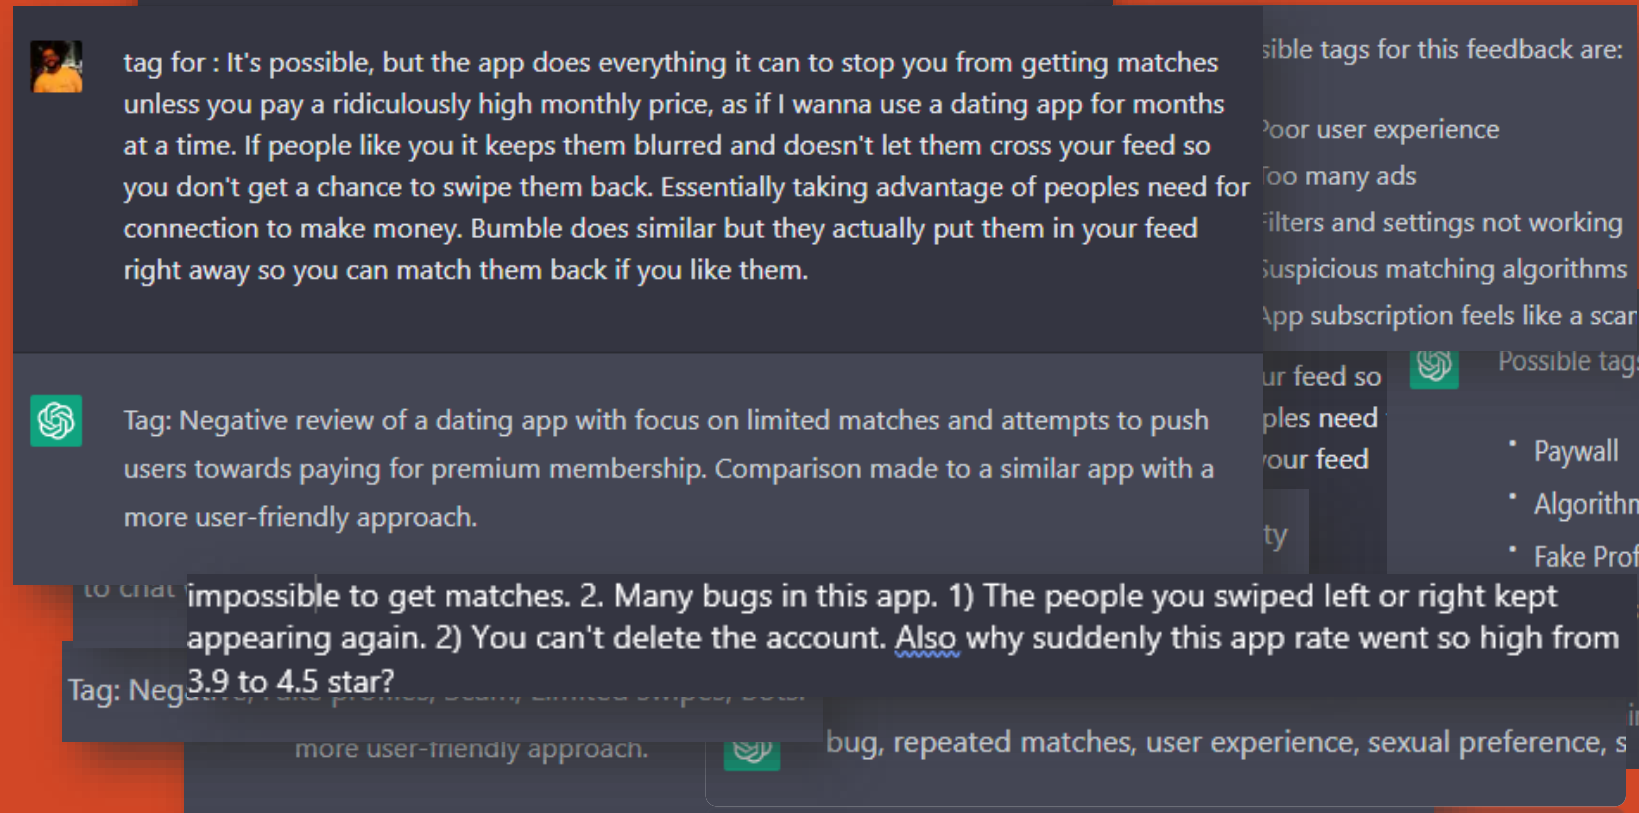 tag for : It's possible, but the app does everything it can to stop you from getting matches
unless you pay a ridiculously high monthly price, as if I wanna use a dating app for months
at a time. If people like you it keeps them blurred and doesn't let them cross your feed so
you don't get a chance to swipe them back. Essentially taking advantage of peoples need for
connection to make money. Bumble does similar but they actually put them in your feed
right away so you can match them back if you like them.
Tag: Negative review of a dating app with focus on limited matches and attempts to push
users towards paying for premium membership. Comparison made to a similar app with a
more user-friendly approach.
sible tags for this feedback are:
Poor user experience
Too many ads
Filters and settings not working
Suspicious matching algorithms
App subscription feels like a scam
ur feed so
ples need
your feed
ty
Possible tags
• Paywall
• Algorithm
• Fake Prof
to chat
impossible to get matches. 2. Many bugs in this app. 1) The people you swiped left or right kept
appearing again. 2) You can't delete the account. Also why suddenly this app rate went so high from
3.9 to 4.5 star?
Tag: Negative, Fake profiles, Scam, Limited Swipes, Bots.
more user-friendly approach.
bug, repeated matches, user experience, sexual preference, s